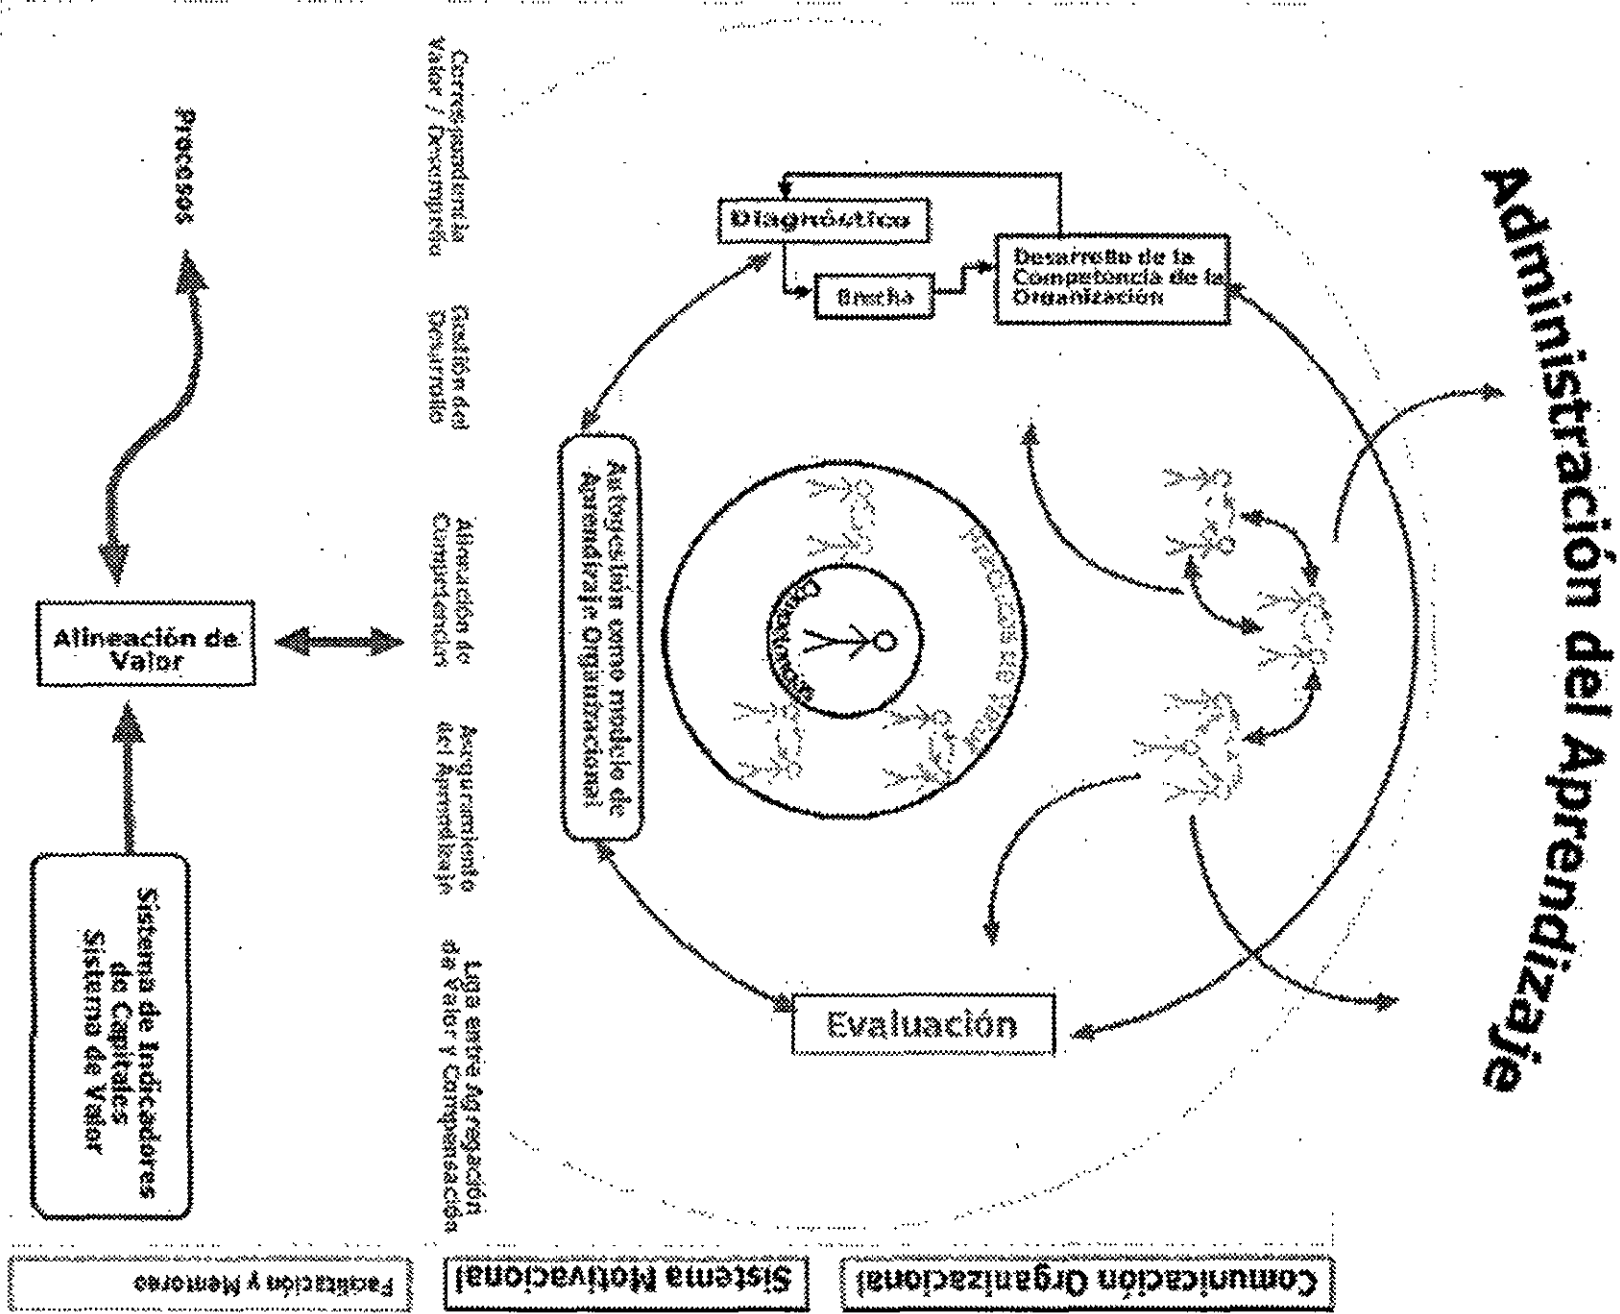 Administración del Aprendizaje
Diagnóstico
Brecha
Desarrollo de la
Competencia de la
Organización
Autogestión como modelo de
Aprendizaje Organizacional
Evaluación
Correspondencia
Valor / Desempeño
Gestión del
Desarrollo
Alineación de
Competencias
Aseguramiento
del Aprendizaje
Liga entre Agregación
de Valor y Compensación
Procesos
Alineación de
Valor
Sistema de Indicadores
de Capitales
Sistema de Valor
Facilitación y Mentoreo
Sistema Motivacional
Comunicación Organizacional